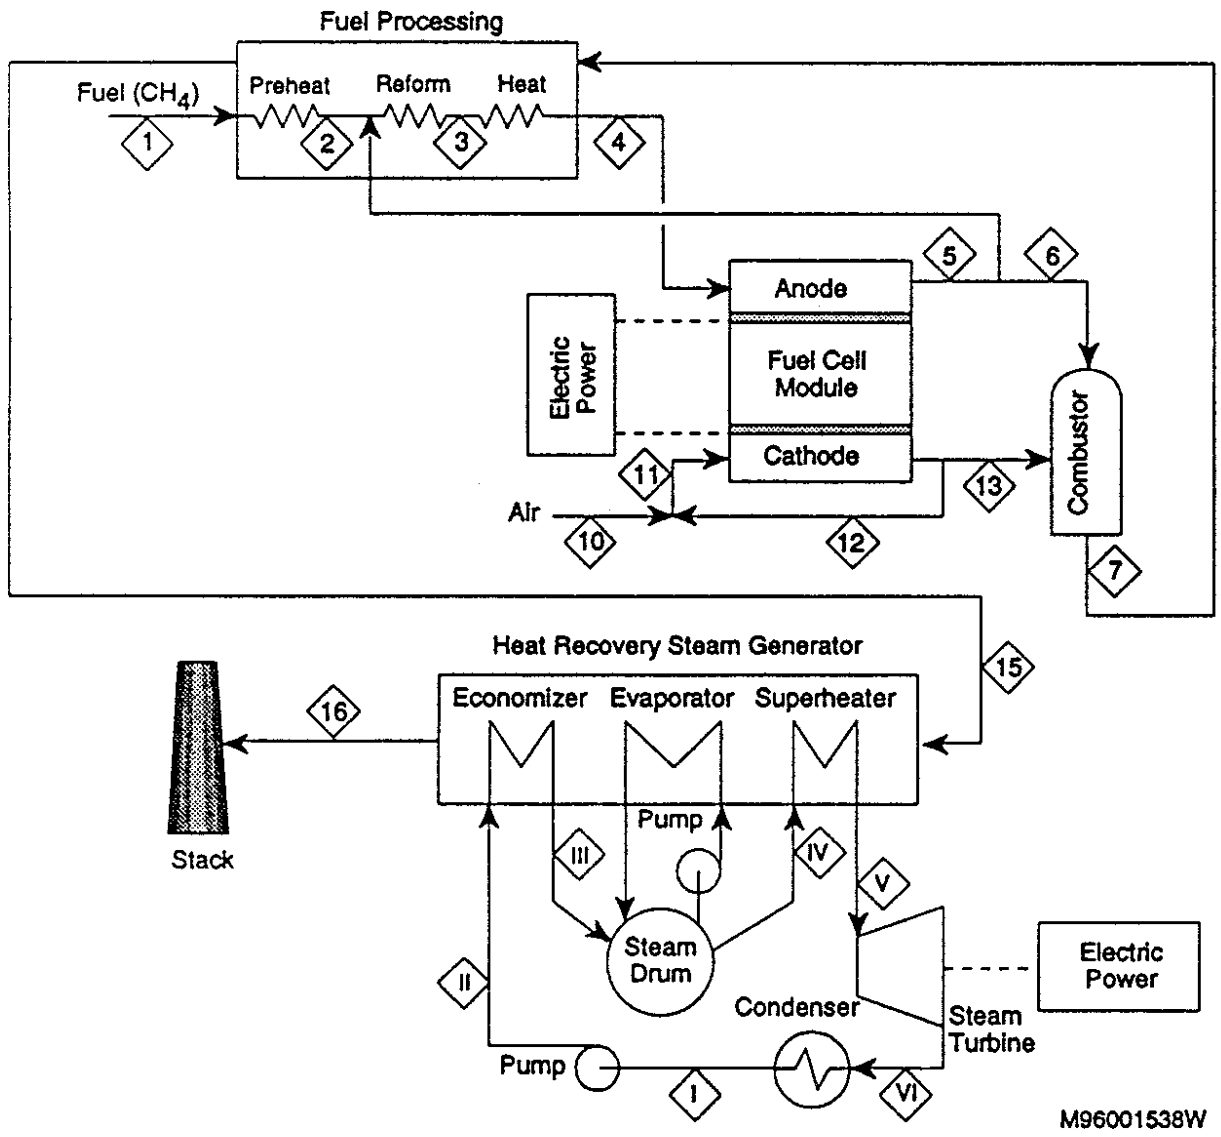 Fuel Processing
Preheat
Reform
Heat
Fuel (CH4)
1
2
3
4
5
6
Anode
Fuel Cell
Module
Cathode
Electric
Power
Combustor
11
13
Air
10
12
7
Heat Recovery Steam Generator
15
Economizer
Evaporator
Superheater
16
Stack
Pump
III
IV
V
Steam
Drum
II
Electric
Power
Condenser
Steam
Turbine
Pump
I
VI
M96001538W